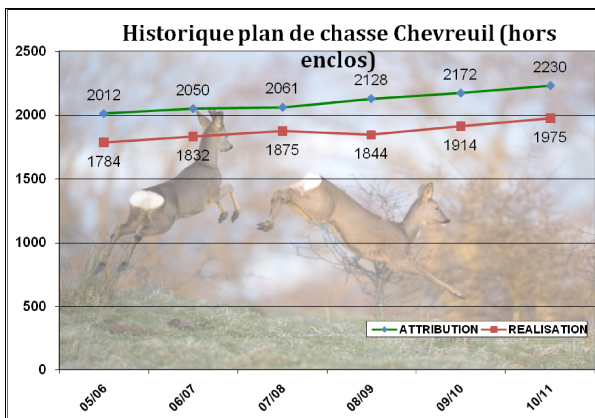 Historique plan de chasse Chevreuil (hors
enclos)
2500
2000
1500
1000
500
0
2012 2050 2061 2128 2172 2230
1784 1832 1875 1844 1914 1975
ATTRIBUTION REALISATION
05/06 06/07 07/08 08/09 09/10 10/11